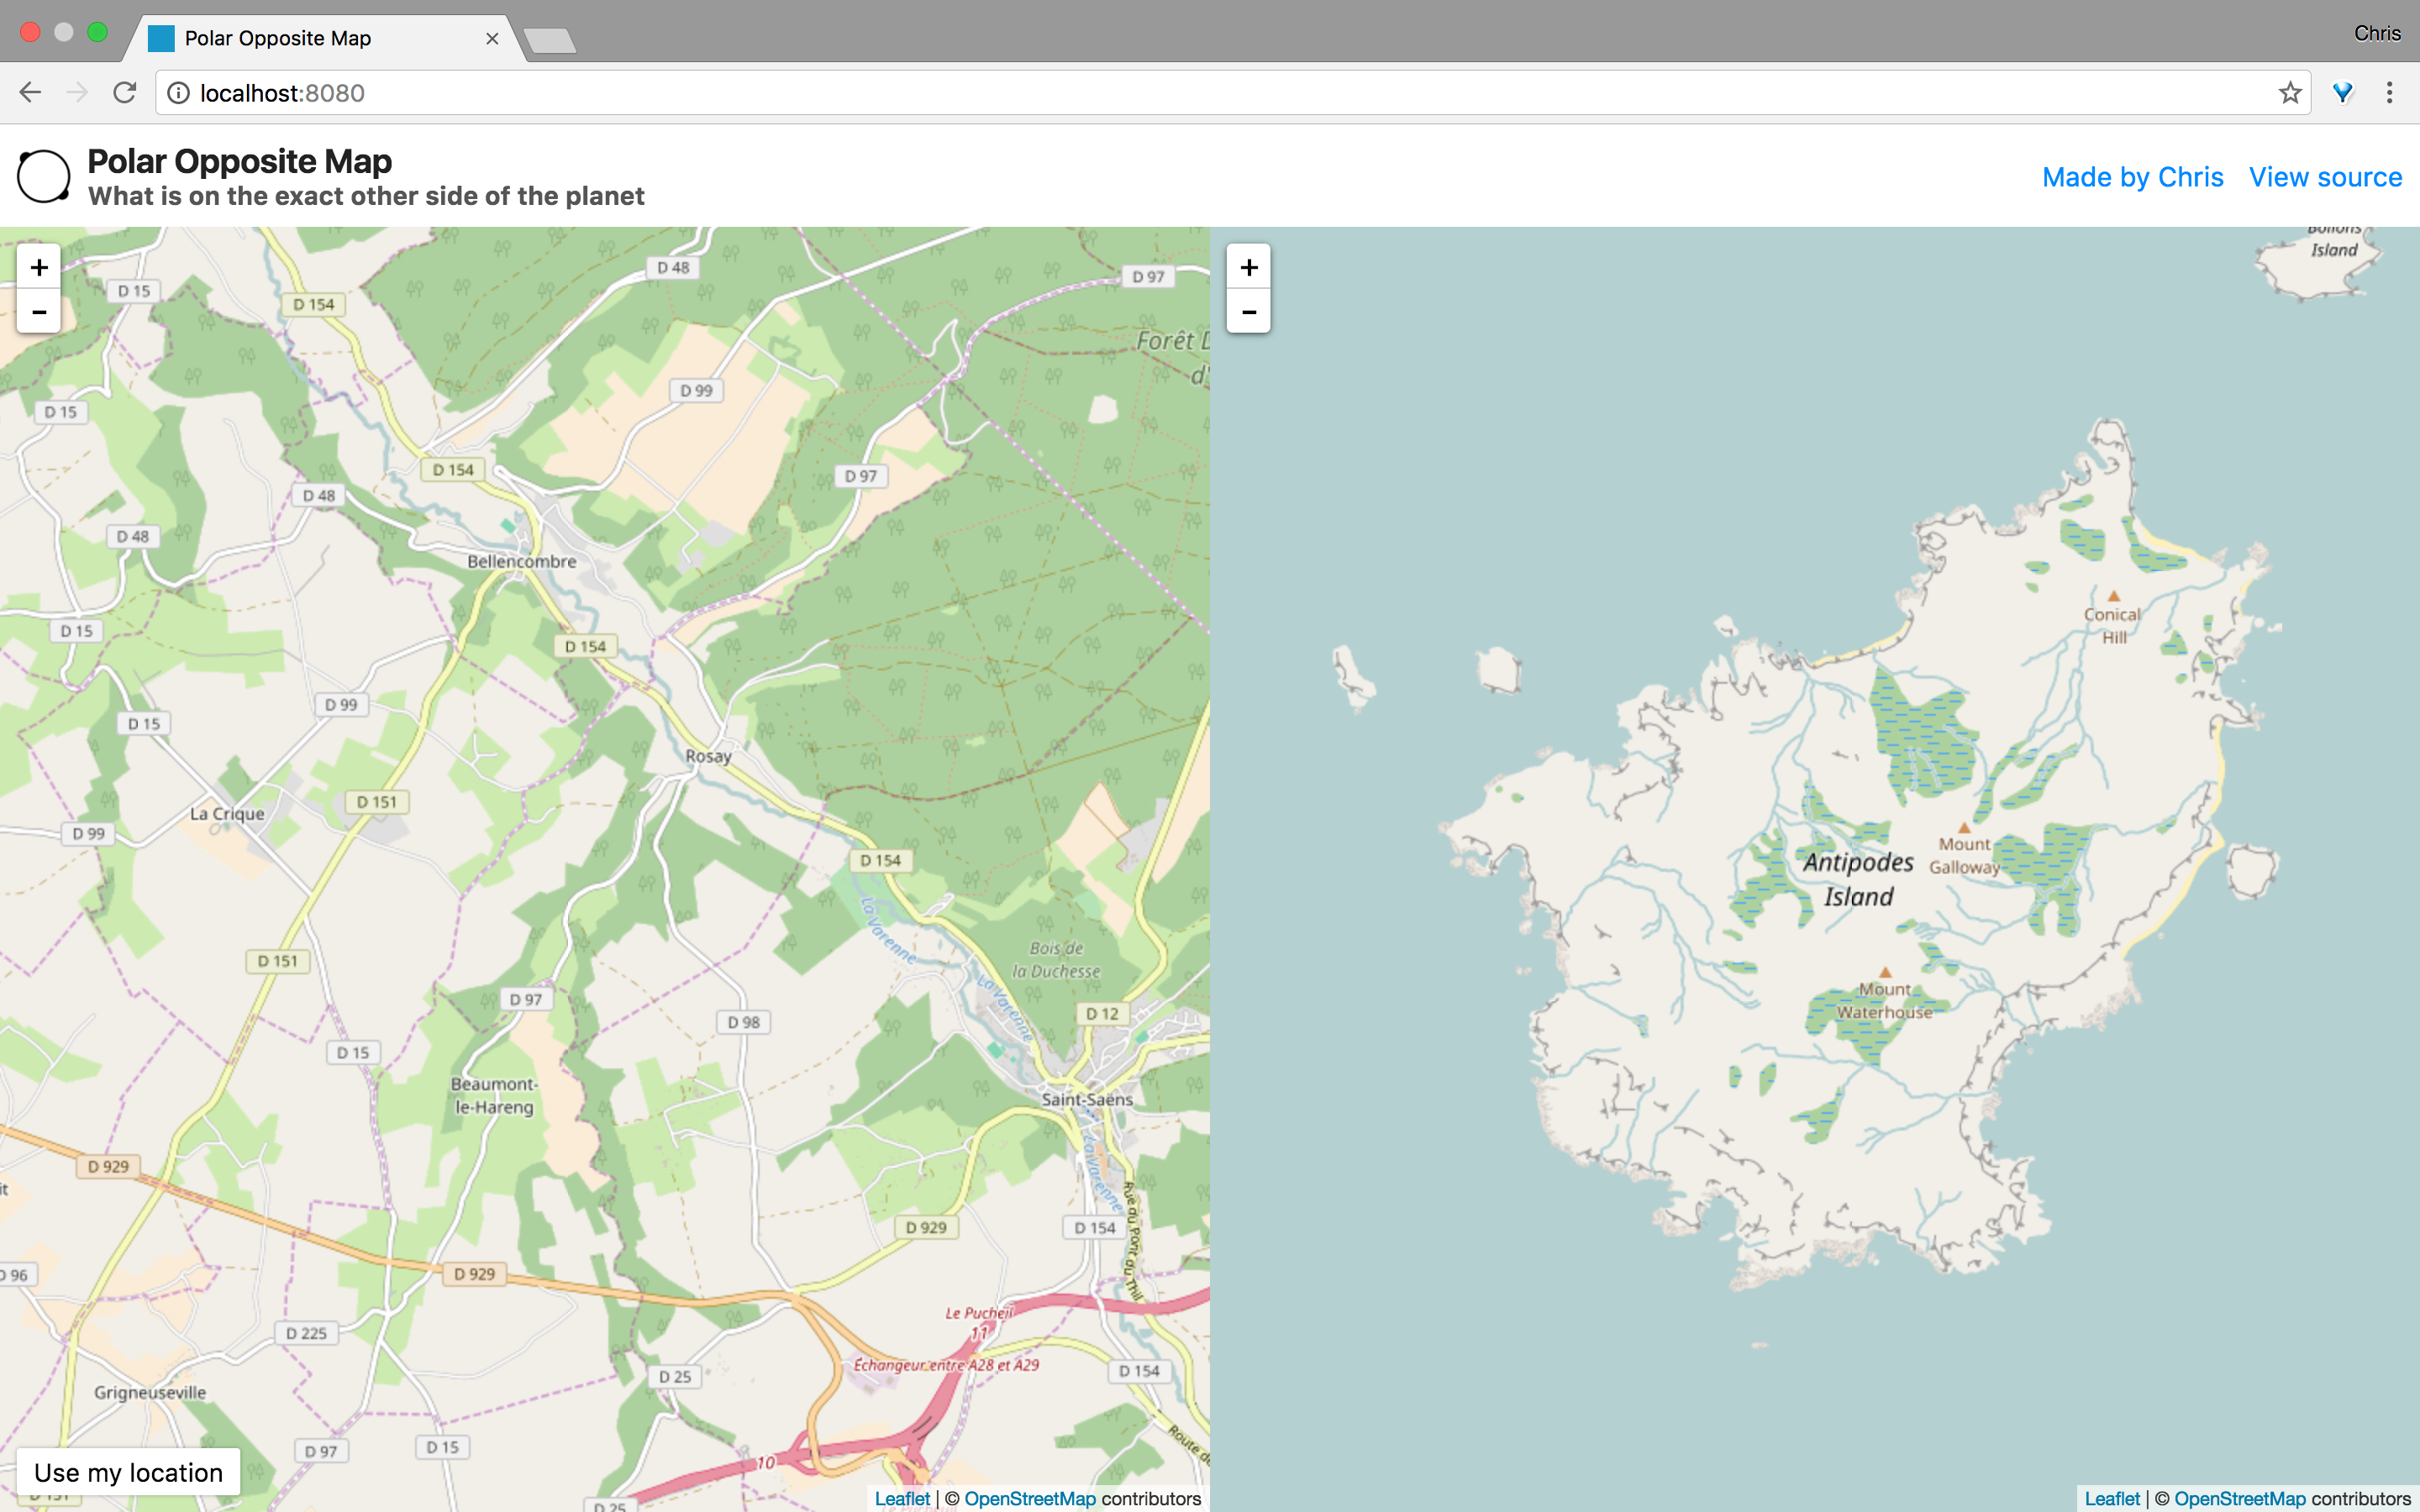 Polar Opposite Map
Chris
localhost:8080
Polar Opposite Map
What is on the exact other side of the planet
Made by Chris
View source
+
-
D 15
D 154
D 48
D 97
D 99
D 15
D 154
D 48
D 97
D 48
Forêt
Bellencombre
D 15
D 154
D 99
D 15
Rosay
La Crique
D 151
D 99
D 154
La Varenne
Bois de
la Duchesse
D 151
La Varenne
D 97
D 98
D 12
D 15
Beaumont-
le-Hareng
Saint-Saëns
La Varenne
D 929
Rue du Pont du Thil
D 929
D 154
D 96
D 929
Le Pucheil
11
D 225
Échangeur entre A28 et A29
D 25
D 154
Grigneuseville
D 97
D 15
10
Route de
Use my location
D 151
D 25
Leaflet | © OpenStreetMap contributors
+
-
Bollons
Island
Conical
Hill
Mount
Galloway
Antipodes
Island
Mount
Waterhouse
Leaflet | © OpenStreetMap contributors